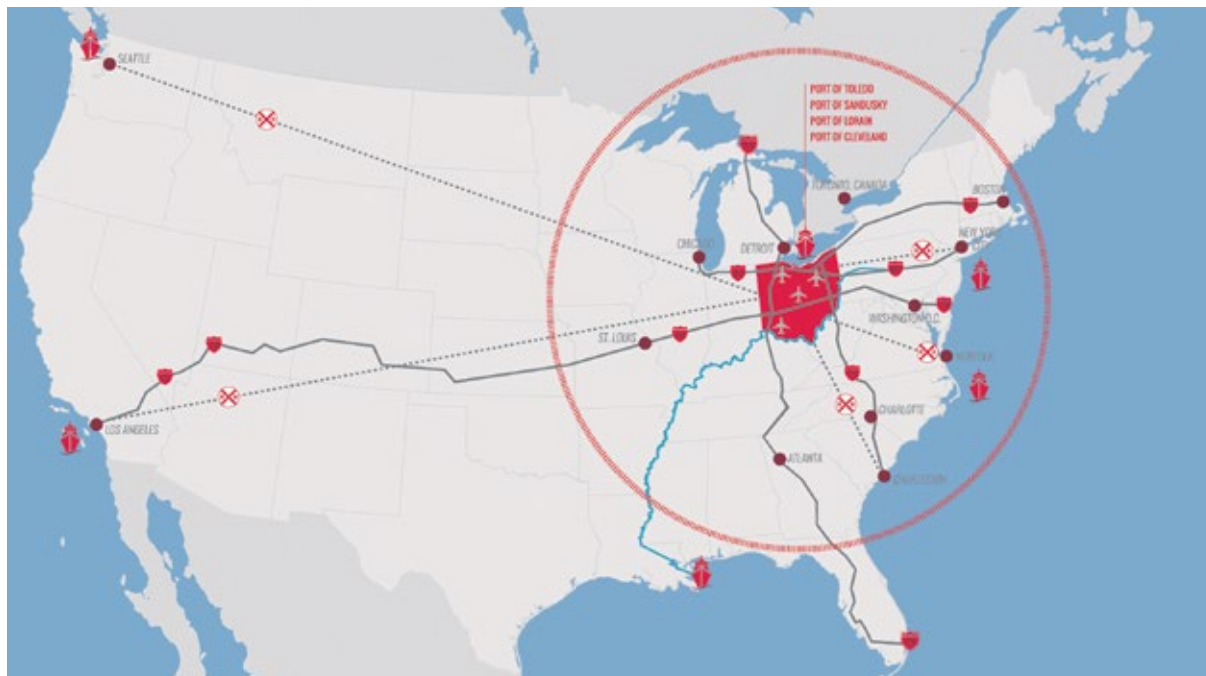 SEATTLE
PORT OF TOLEDO
PORT OF SANDUSKY
PORT OF LORAIN
PORT OF CLEVELAND
TORONTO, CANADA
BOSTON
CHICAGO
DETROIT
NEW YORK
CITY
WASHINGTON D.C.
ST. LOUIS
NORFOLK
LOS ANGELES
CHARLOTTE
ATLANTA
CHARLESTON